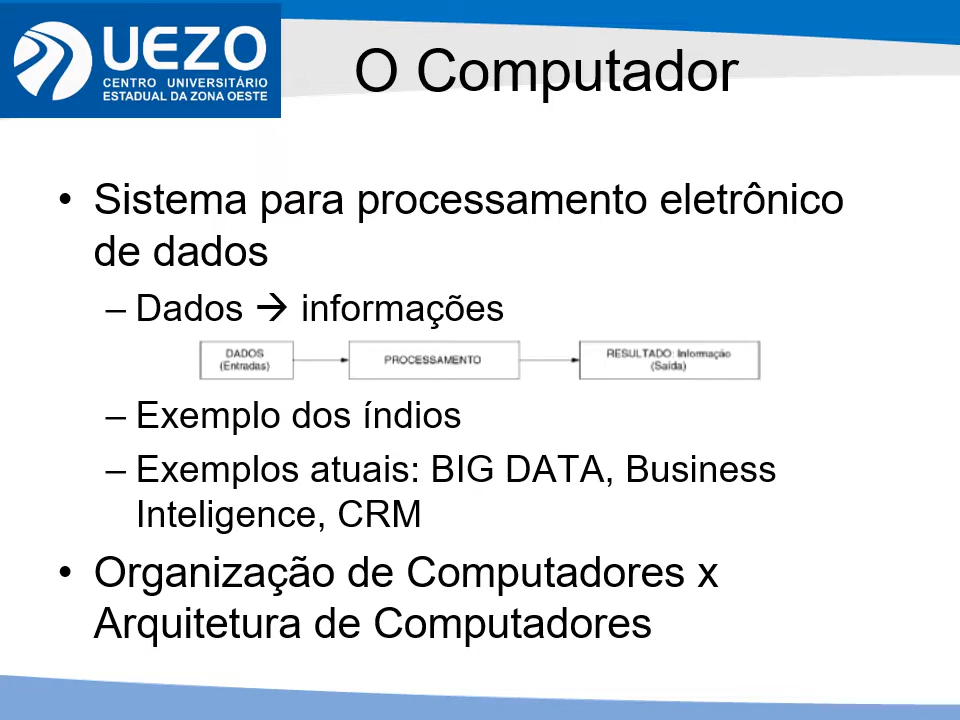 UEZO
CENTRO UNIVERSITÁRIO
ESTADUAL DA ZONA OESTE
O Computador
• Sistema para processamento eletrônico
de dados
– Dados → informações
DADOS
(Entradas)
PROCESSAMENTO
RESULTADO: Informação
(Saída)
– Exemplo dos índios
– Exemplos atuais: BIG DATA, Business
Inteligence, CRM
• Organização de Computadores x
Arquitetura de Computadores